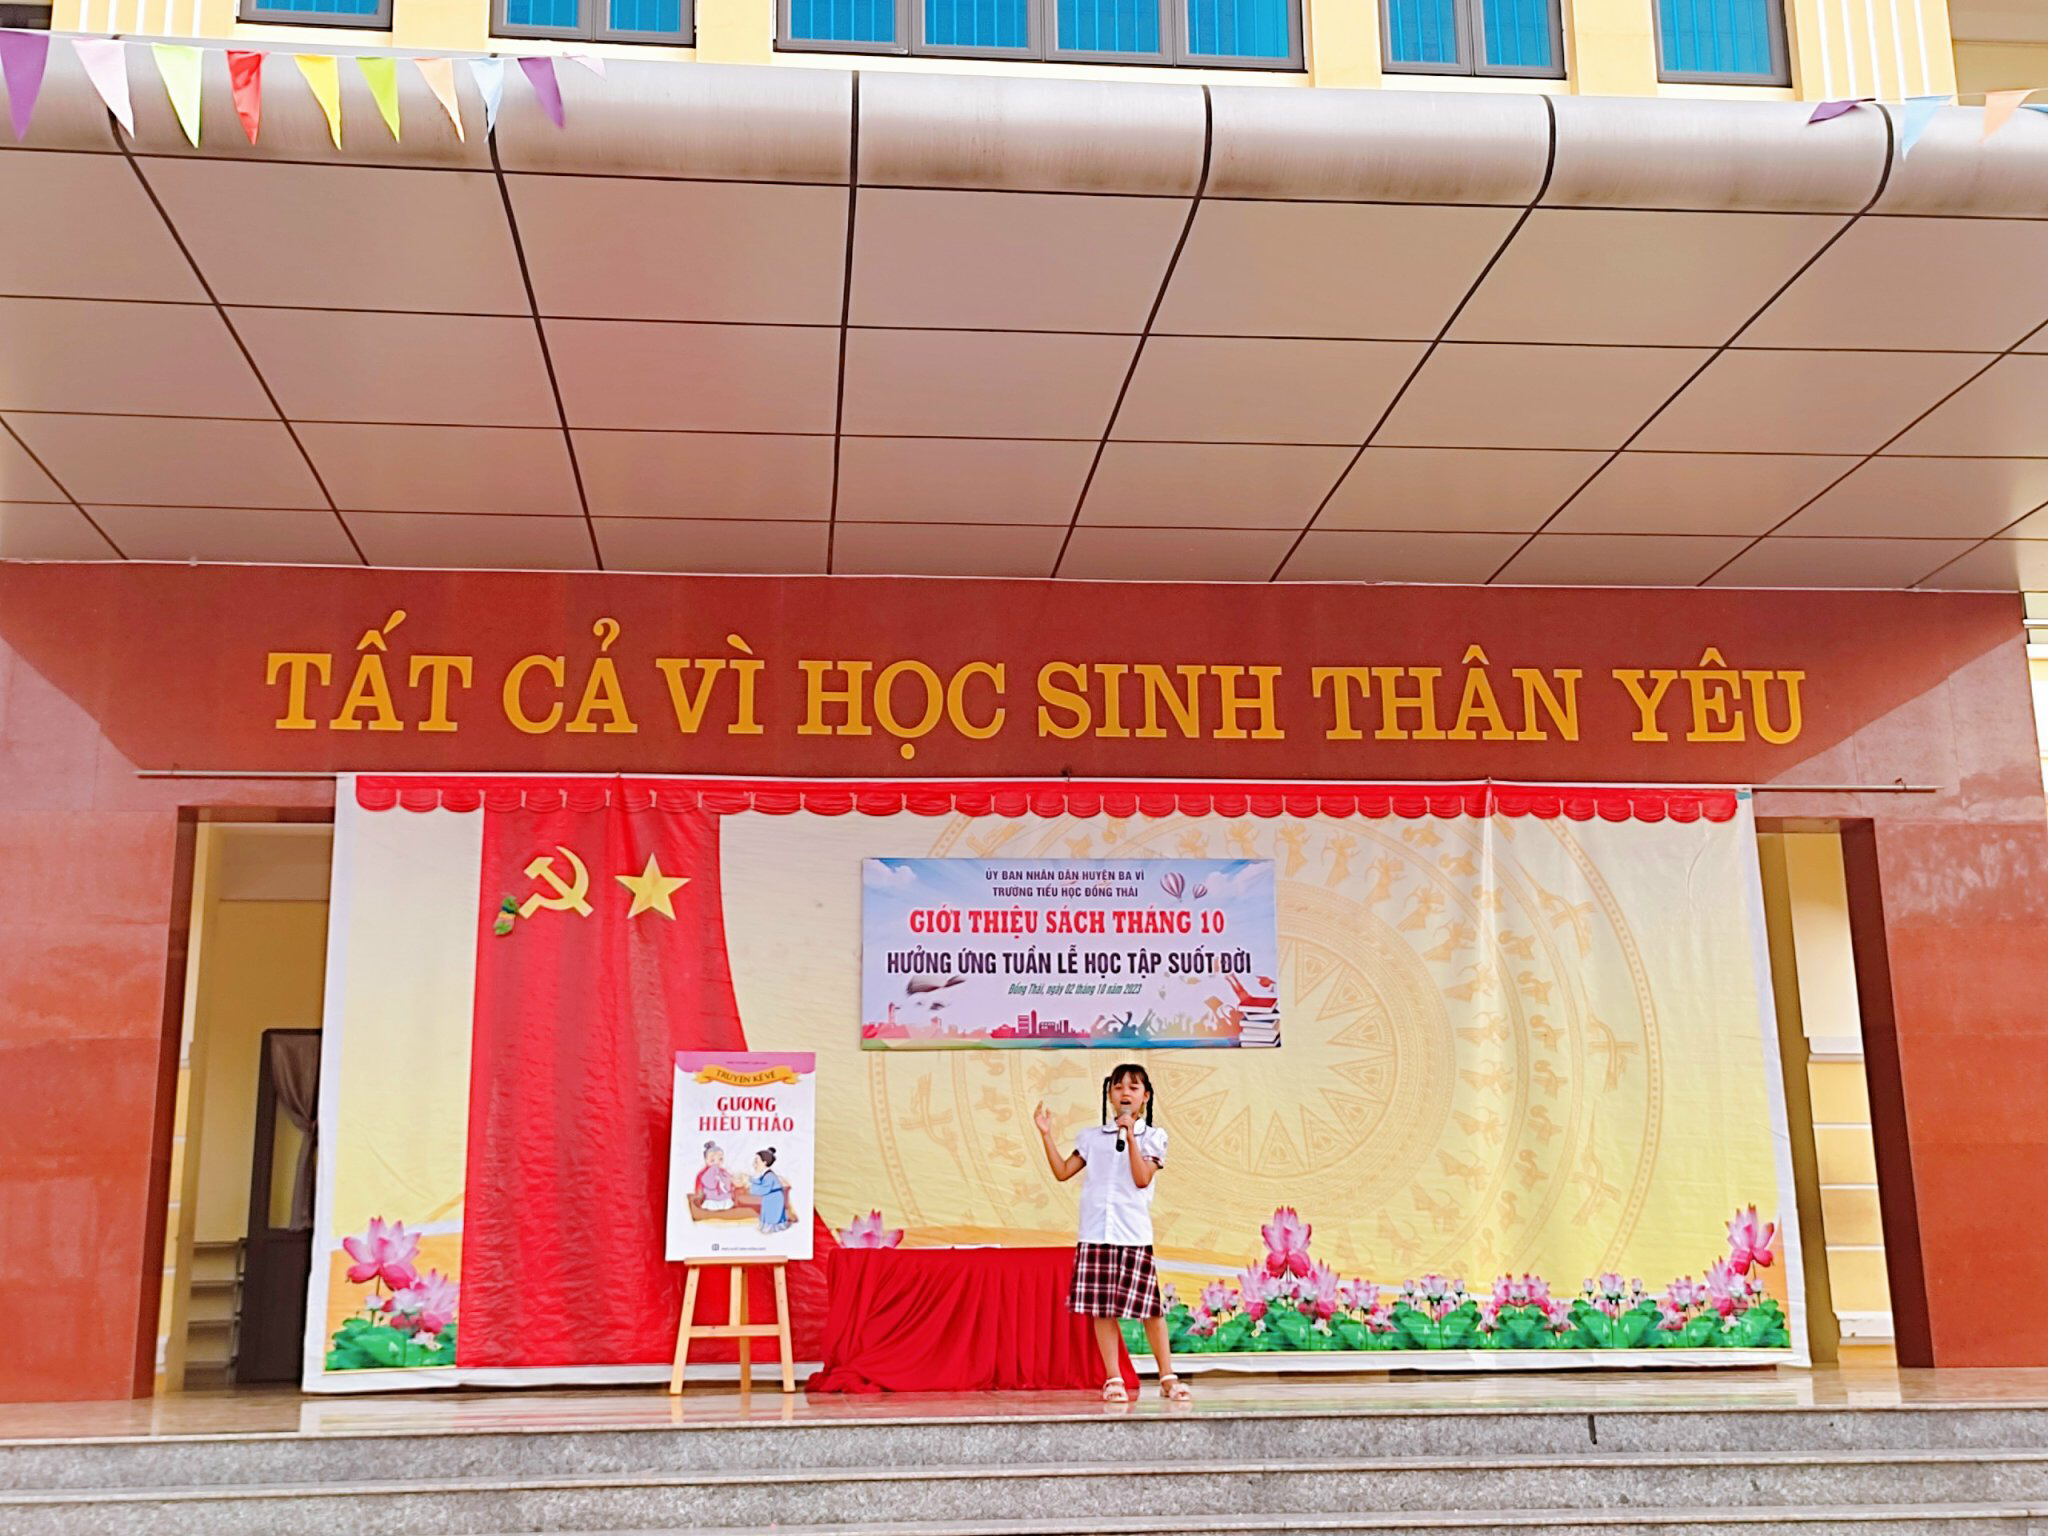 TẤT CẢ VÌ HỌC SINH THÂN YÊU
ỦY BAN NHÂN DÂN HUYỆN BA VÌ
TRƯỜNG TIỂU HỌC ĐỒNG THÁI
GIỚI THIỆU SÁCH THÁNG 10
HƯỞNG ỨNG TUẦN LỄ HỌC TẬP SUỐT ĐỜI
Đồng Thái, ngày 02 tháng 10 năm 2023
TRUYỆN KỂ VỀ
GƯƠNG
HIẾU THẢO